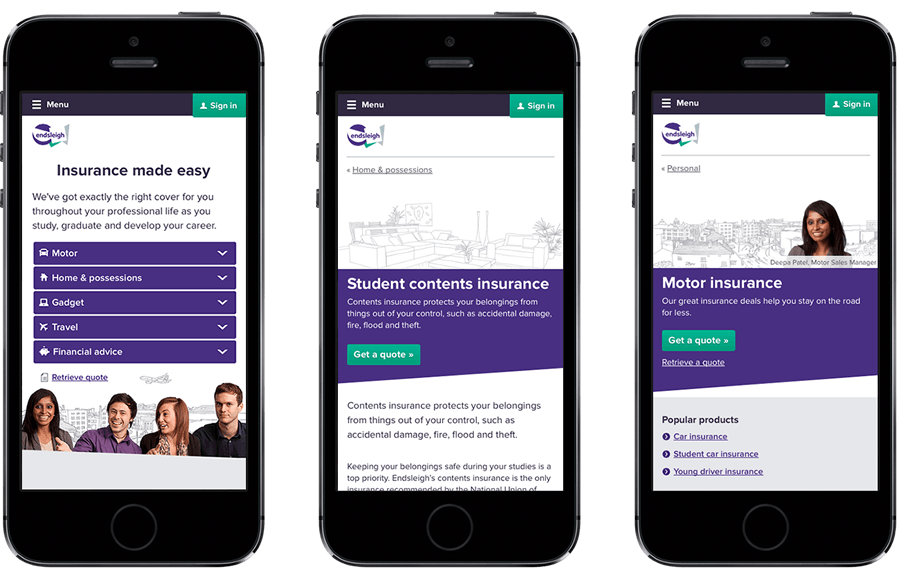 Menu
Sign in
endsleigh
Insurance made easy
We've got exactly the right cover for you
throughout your professional life as you
study, graduate and develop your career.
Motor
Home & possessions
Gadget
Travel
Financial advice
Retrieve quote
Menu
Sign in
endsleigh
« Home & possessions
Student contents insurance
Contents insurance protects your belongings from
things out of your control, such as accidental damage,
fire, flood and theft.
Get a quote »
Contents insurance protects your belongings
from things out of your control, such as
accidental damage, fire, flood and theft.
Keeping your belongings safe during your studies is a
top priority. Endsleigh's contents insurance is the only
insurance recommended by the National Union of
Menu
Sign in
endsleigh
« Personal
Deepa Patel, Motor Sales Manager
Motor insurance
Our great insurance deals help you stay on the road
for less.
Get a quote »
Retrieve a quote
Popular products
Car insurance
Student car insurance
Young driver insurance